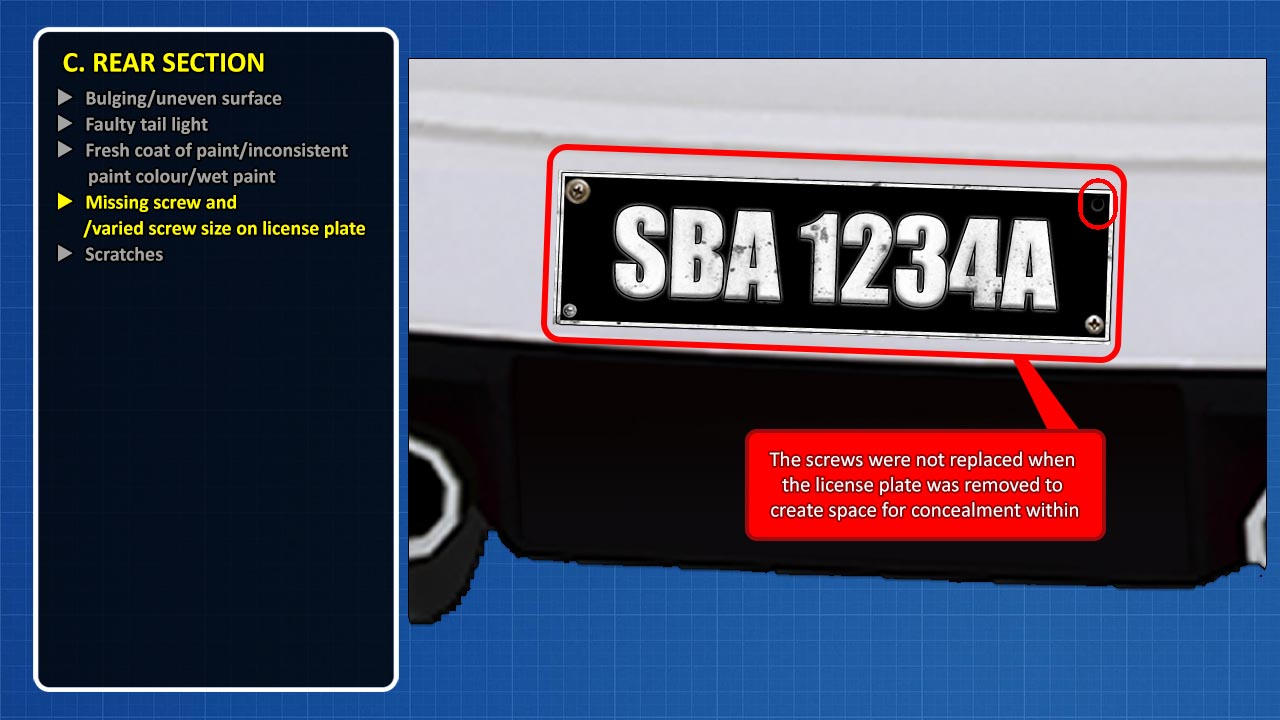 C. REAR SECTION
Bulging/uneven surface
Faulty tail light
Fresh coat of paint/inconsistent
paint colour/wet paint
Missing screw and
/varied screw size on license plate
Scratches
SBA 1234A
The screws were not replaced when
the license plate was removed to
create space for concealment within